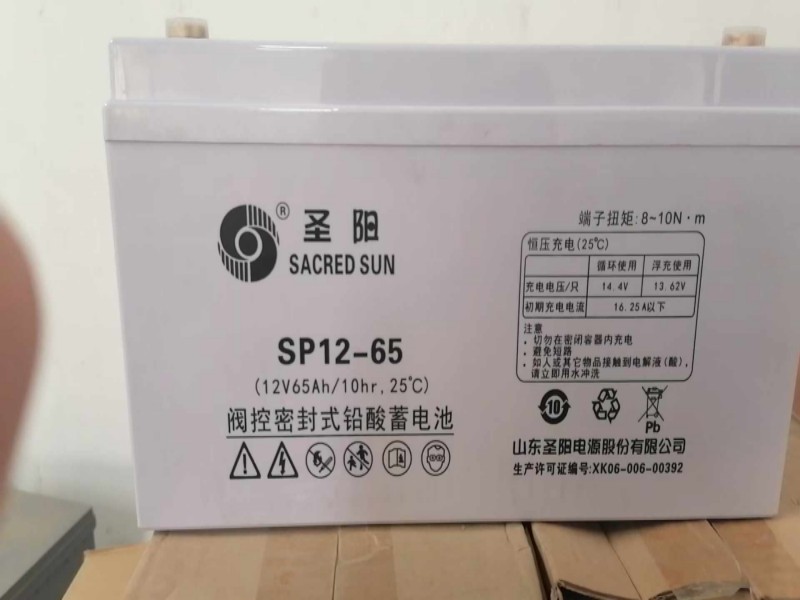 ® 圣阳
SACRED SUN
SP12-65
(12V65Ah/10hr, 25℃)
阀控密封式铅酸蓄电池
端子扭矩: 8~10N·m
恒压充电(25℃)
循环使用 浮充使用
充电电压/只 14.4V 13.62V
初期充电电流 16.25A以下
注意
· 切勿在密闭容器内充电
· 避免短路
· 如人或其它物品接触到电解液(酸),
请立即用水冲洗
10
Pb
山东圣阳电源股份有限公司
生产许可证编号:XK06-006-00392